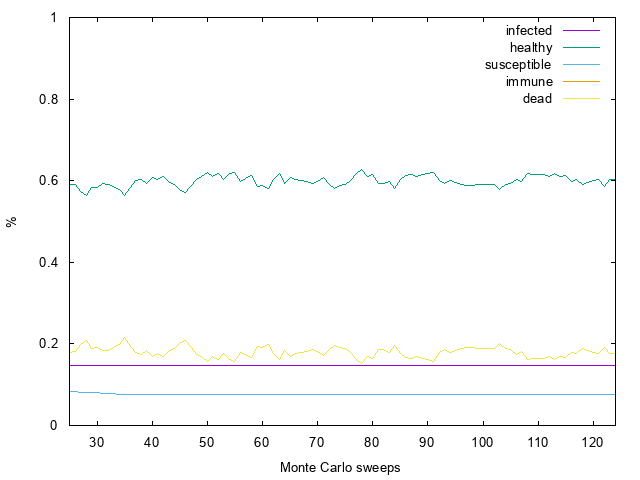 1
infected
healthy
susceptible
immune
dead
0.8
0.6
%
0.4
0.2
0
30 40 50 60 70 80 90 100 110 120
Monte Carlo sweeps